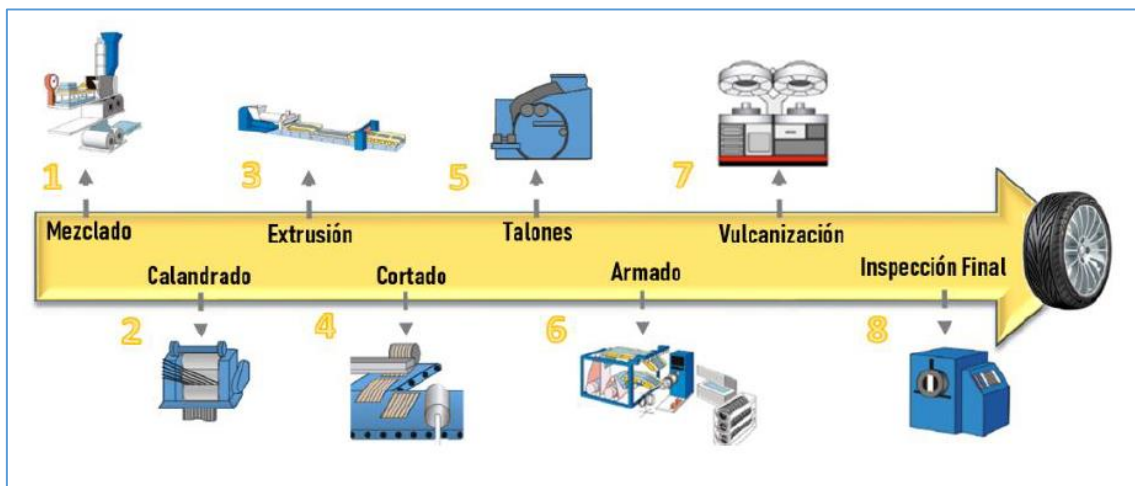 1
3
5
7
Mezclado
Extrusión
Talones
Vulcanización
Calandrado
Cortado
Armado
Inspección Final
2
4
6
8